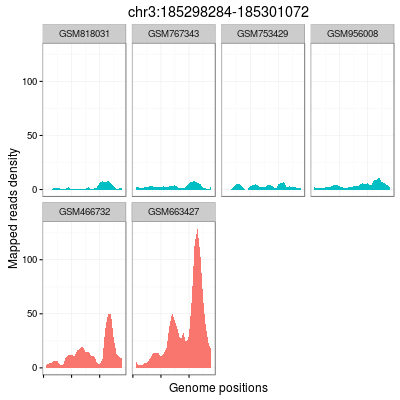 chr3:185298284-185301072
GSM818031 GSM767343 GSM753429 GSM956008
100
50
0
GSM466732 GSM663427
100
50
0
Mapped reads density
Genome positions